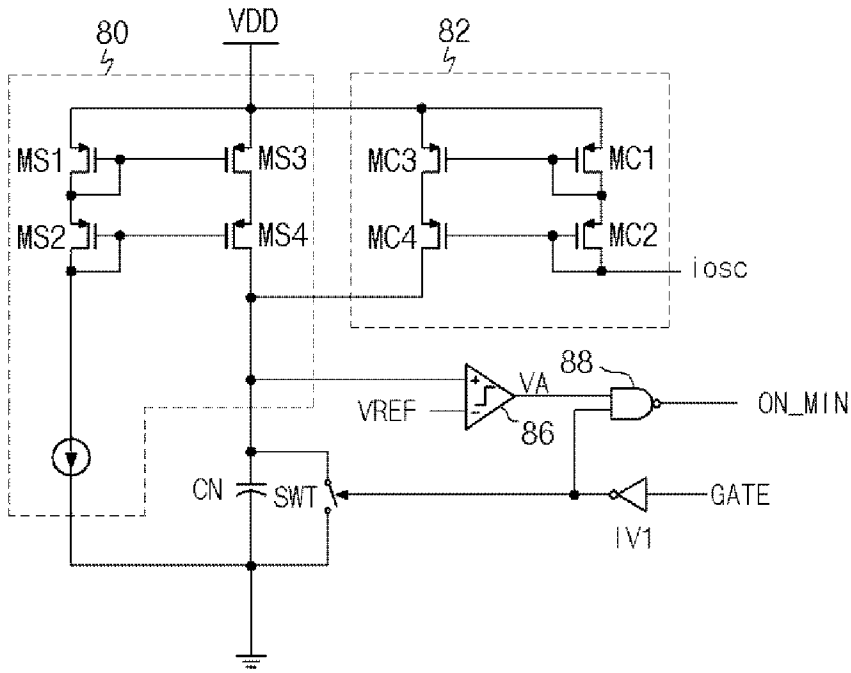 80
VDD
82
MS1
MS3
MC3
MC1
MS2
MS4
MC4
MC2
iosc
88
VA
+
VREF
-
86
ON_MIN
CN
SWT
GATE
IV1